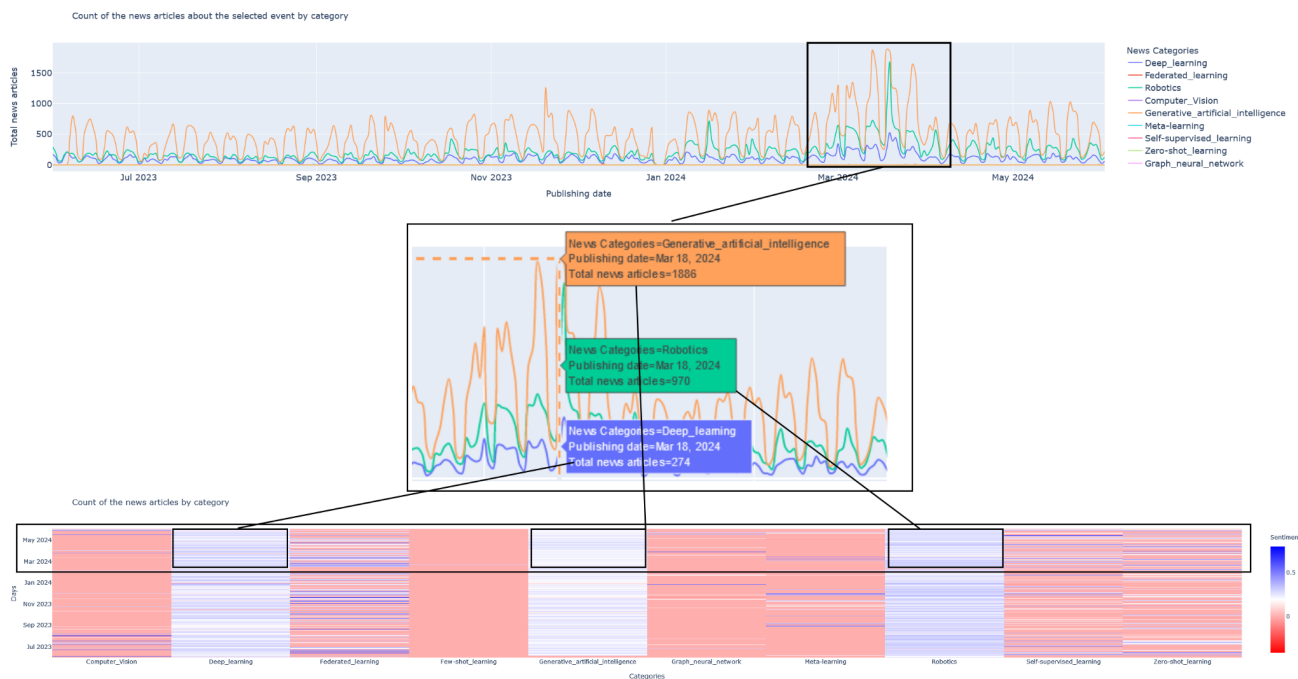 Count of the news articles about the selected event by category
Total news articles
1500
1000
500
0
Jul 2023
Sep 2023
Nov 2023
Jan 2024
Mar 2024
May 2024
Publishing date
News Categories
Deep_learning
Federated_learning
Robotics
Computer_Vision
Generative_artificial_intelligence
Meta-learning
Self-supervised_learning
Zero-shot_learning
Graph_neural_network
News Categories=Generative_artificial_intelligence
Publishing date=Mar 18, 2024
Total news articles=1886
News Categories=Robotics
Publishing date=Mar 18, 2024
Total news articles=970
News Categories=Deep_learning
Publishing date=Mar 18, 2024
Total news articles=274
Count of the news articles by category
Days
May 2024
Mar 2024
Jan 2024
Nov 2023
Sep 2023
Jul 2023
Computer_Vision
Deep_learning
Federated_learning
Few-shot_learning
Generative_artificial_intelligence
Graph_neural_network
Meta-learning
Robotics
Self-supervised_learning
Zero-shot_learning
Categories
Sentimen
0.5
0